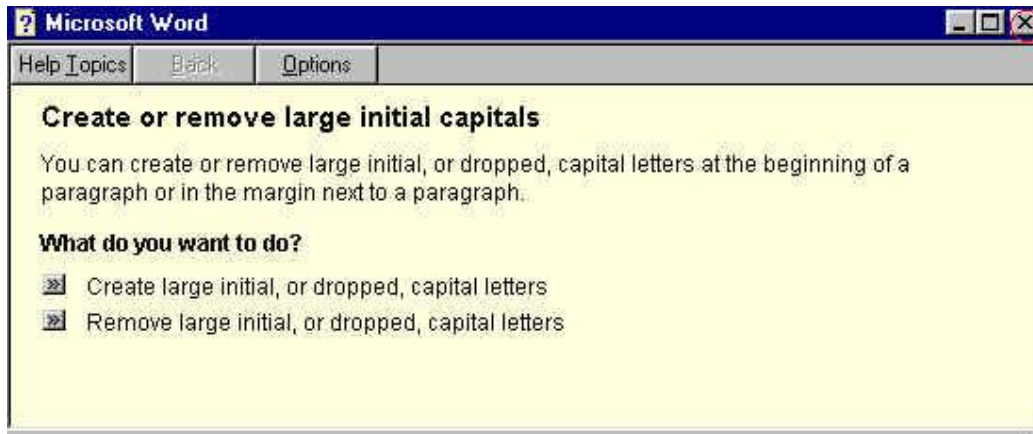 Microsoft Word
Help Topics Back Options
Create or remove large initial capitals
You can create or remove large initial, or dropped, capital letters at the beginning of a
paragraph or in the margin next to a paragraph.
What do you want to do?
Create large initial, or dropped, capital letters
Remove large initial, or dropped, capital letters